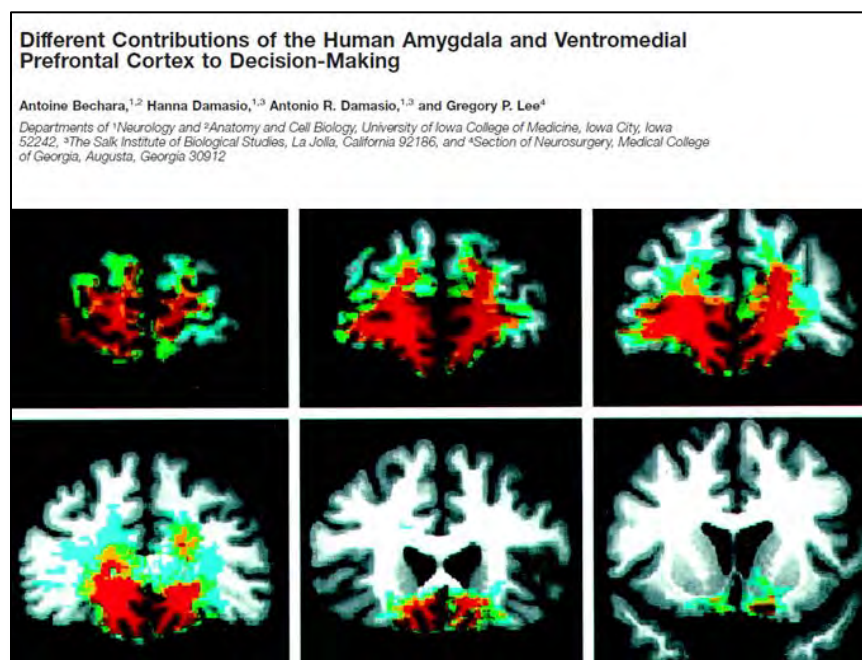 Different Contributions of the Human Amygdala and Ventromedial
Prefrontal Cortex to Decision-Making
Antoine Bechara,¹,² Hanna Damasio,¹,³ Antonio R. Damasio,¹,³ and Gregory P. Lee⁴
Departments of ¹Neurology and ²Anatomy and Cell Biology, University of Iowa College of Medicine, Iowa City, Iowa
52242, ³The Salk Institute of Biological Studies, La Jolla, California 92186, and ⁴Section of Neurosurgery, Medical College
of Georgia, Augusta, Georgia 30912